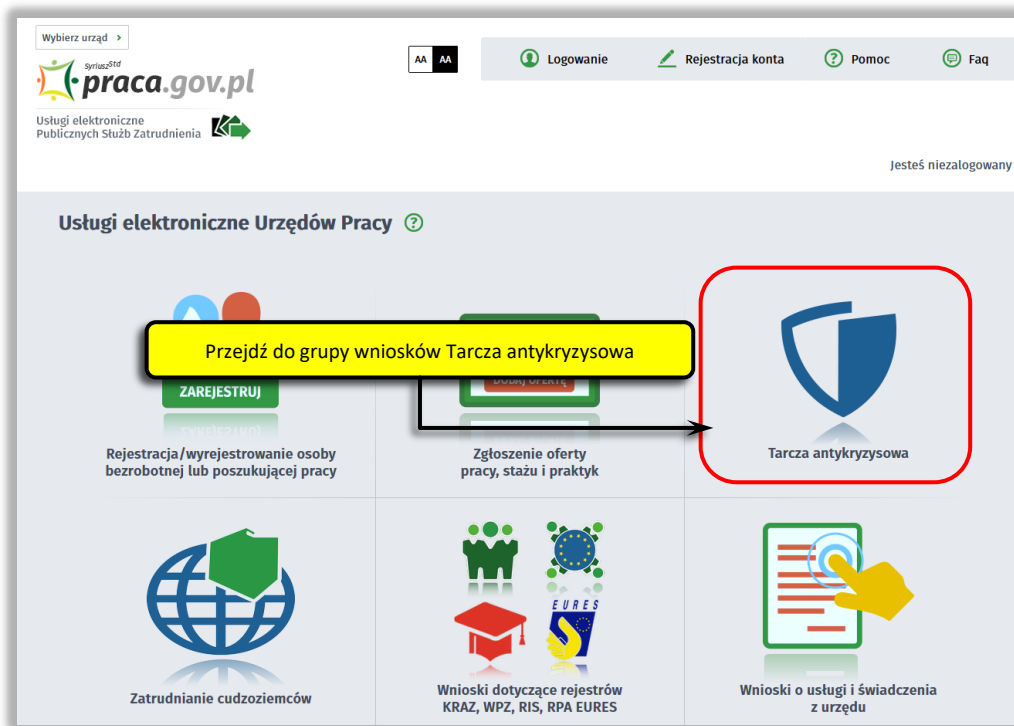 Wybierz urząd
Syriusz Std
praca.gov.pl
Usługi elektroniczne
Publicznych Służb Zatrudnienia
AA AA
Logowanie
Rejestracja konta
Pomoc
Faq
Jesteś niezalogowany
Usługi elektroniczne Urzędów Pracy
Przejdź do grupy wniosków Tarcza antykryzysowa
ZAREJESTRUJ
DODAJ OFERTĘ
Rejestracja/wyrejestrowanie osoby
bezrobotnej lub poszukującej pracy
Zgłoszenie oferty
pracy, stażu i praktyk
Tarcza antykryzysowa
EURES
Zatrudnianie cudzoziemców
Wnioski dotyczące rejestrów
KRAZ, WPZ, RIS, RPA EURES
Wnioski o usługi i świadczenia
z urzędu